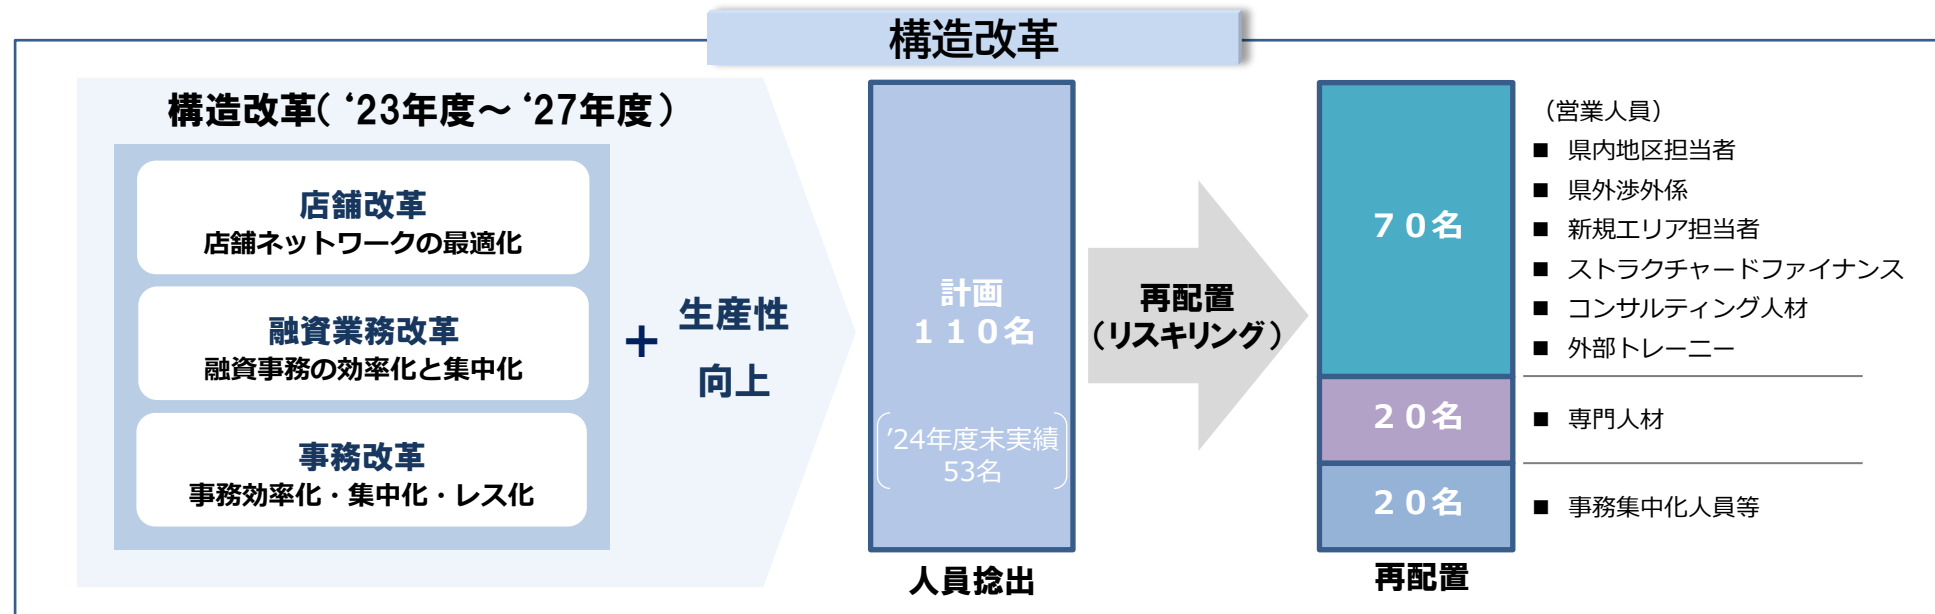 構造改革
構造改革(‘23年度～‘27年度)
店舗改革
店舗ネットワークの最適化
融資業務改革
融資事務の効率化と集中化
事務改革
事務効率化・集中化・レス化
+
生産性
向上
計画
１１０名
’24年度末実績
53名
人員捻出
再配置
（リスキリング）
７０名
２０名
２０名
再配置
（営業人員）
■ 県内地区担当者
■ 県外渉外係
■ 新規エリア担当者
■ ストラクチャードファイナンス
■ コンサルティング人材
■ 外部トレーニー
■ 専門人材
■ 事務集中化人員等